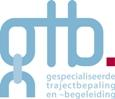 gtb.
gespecialiseerde
trajectbepaling
en -begeleiding